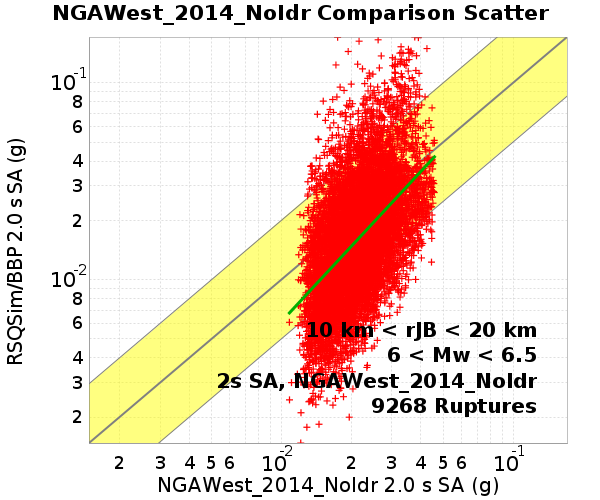 NGAWest_2014_NoIdr Comparison Scatter
RSQSim/BBP 2.0 s SA (g)
10-1
8
6
4
3
2
10-2
8
6
4
3
2
10 km < rJB < 20 km
6 < Mw < 6.5
2s SA, NGAWest_2014_NoIdr
9268 Ruptures
2 3 4 5 6 10-2 2 3 4 5 6 10-1
NGAWest_2014_NoIdr 2.0 s SA (g)